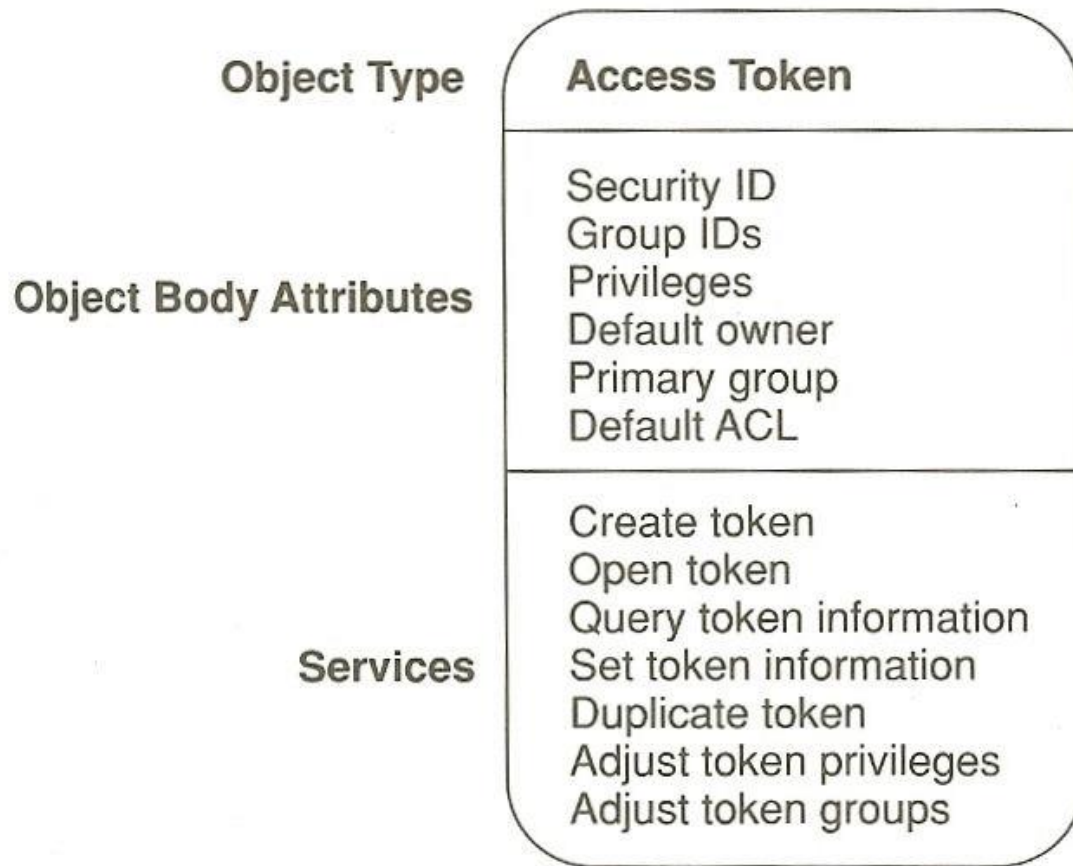 Object Type
Access Token
Object Body Attributes
Security ID
Group IDs
Privileges
Default owner
Primary group
Default ACL
Services
Create token
Open token
Query token information
Set token information
Duplicate token
Adjust token privileges
Adjust token groups